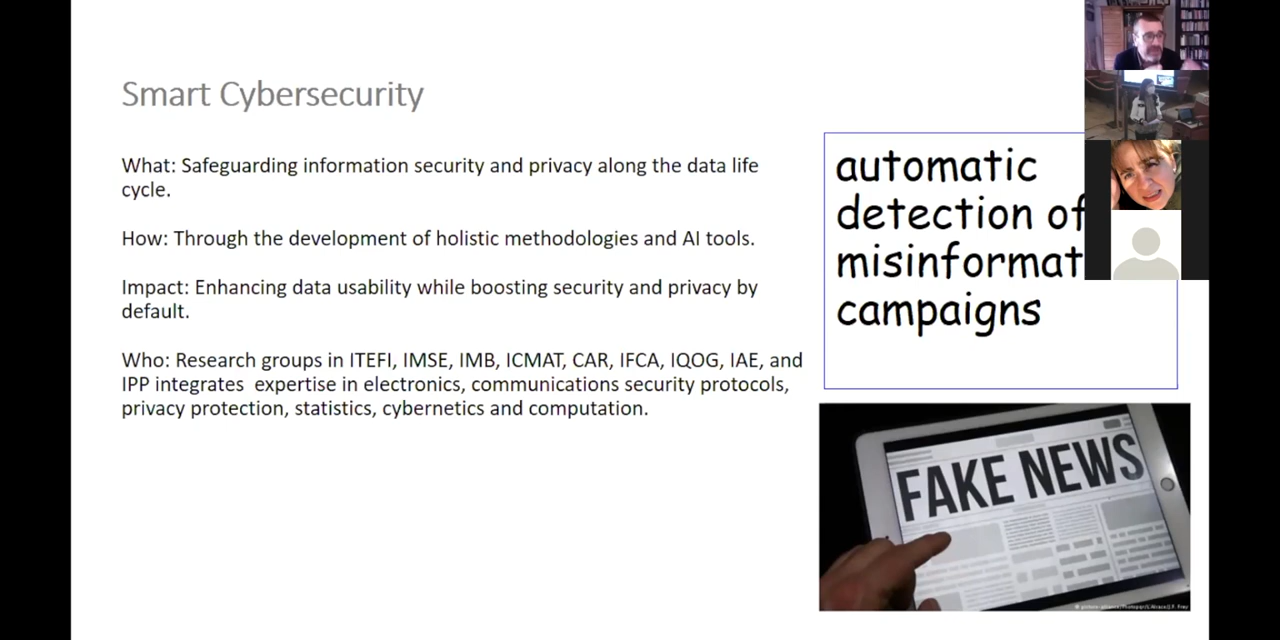 Smart Cybersecurity
What: Safeguarding information security and privacy along the data life
cycle.
How: Through the development of holistic methodologies and AI tools.
Impact: Enhancing data usability while boosting security and privacy by
default.
Who: Research groups in ITEFI, IMSE, IMB, ICMAT, CAR, IFCA, IQOG, IAE, and
IPP integrates  expertise in electronics, communications security protocols,
privacy protection, statistics, cybernetics and computation.
automatic
detection of
misinformat
campaigns
FAKE NEWS